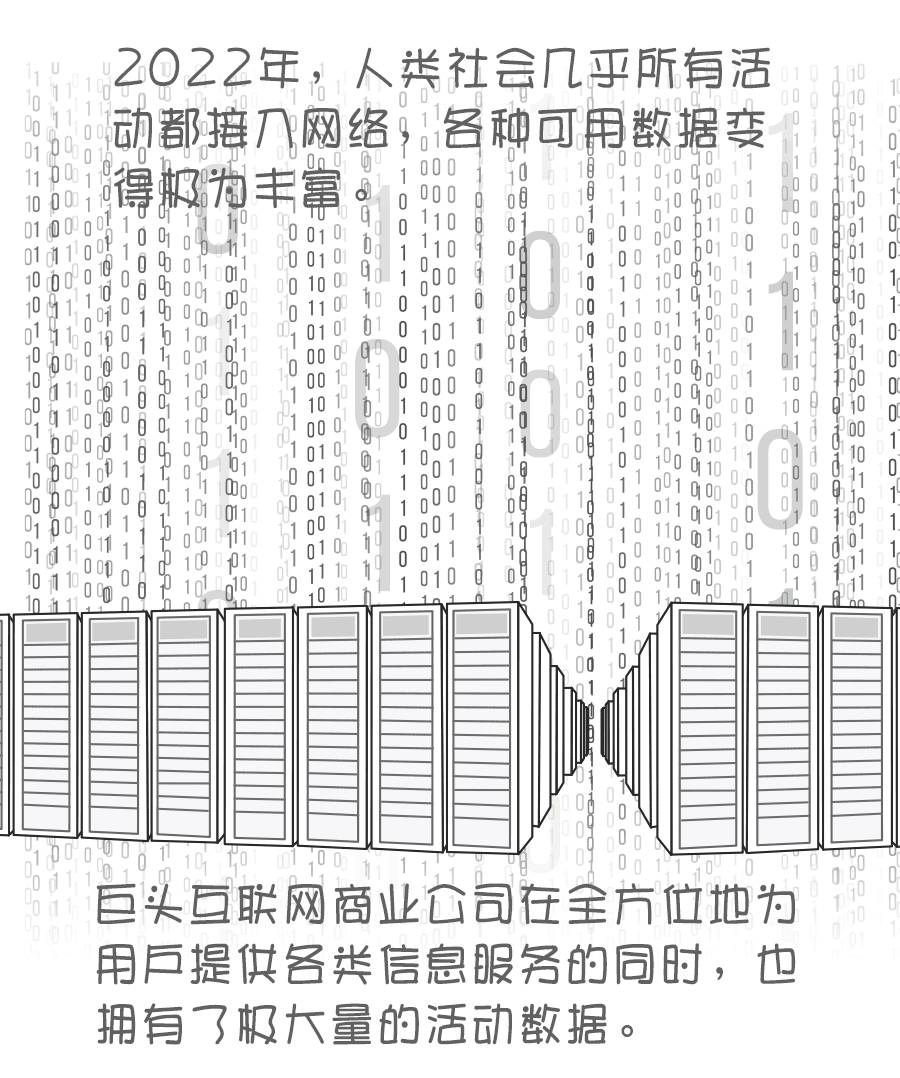 2022年，人类社会几乎所有活
动都接入网络，各种可用数据变
得极为丰富。
巨头互联网商业公司在全方位地为
用户提供各类信息服务的同时，也
拥有了极大量的活动数据。